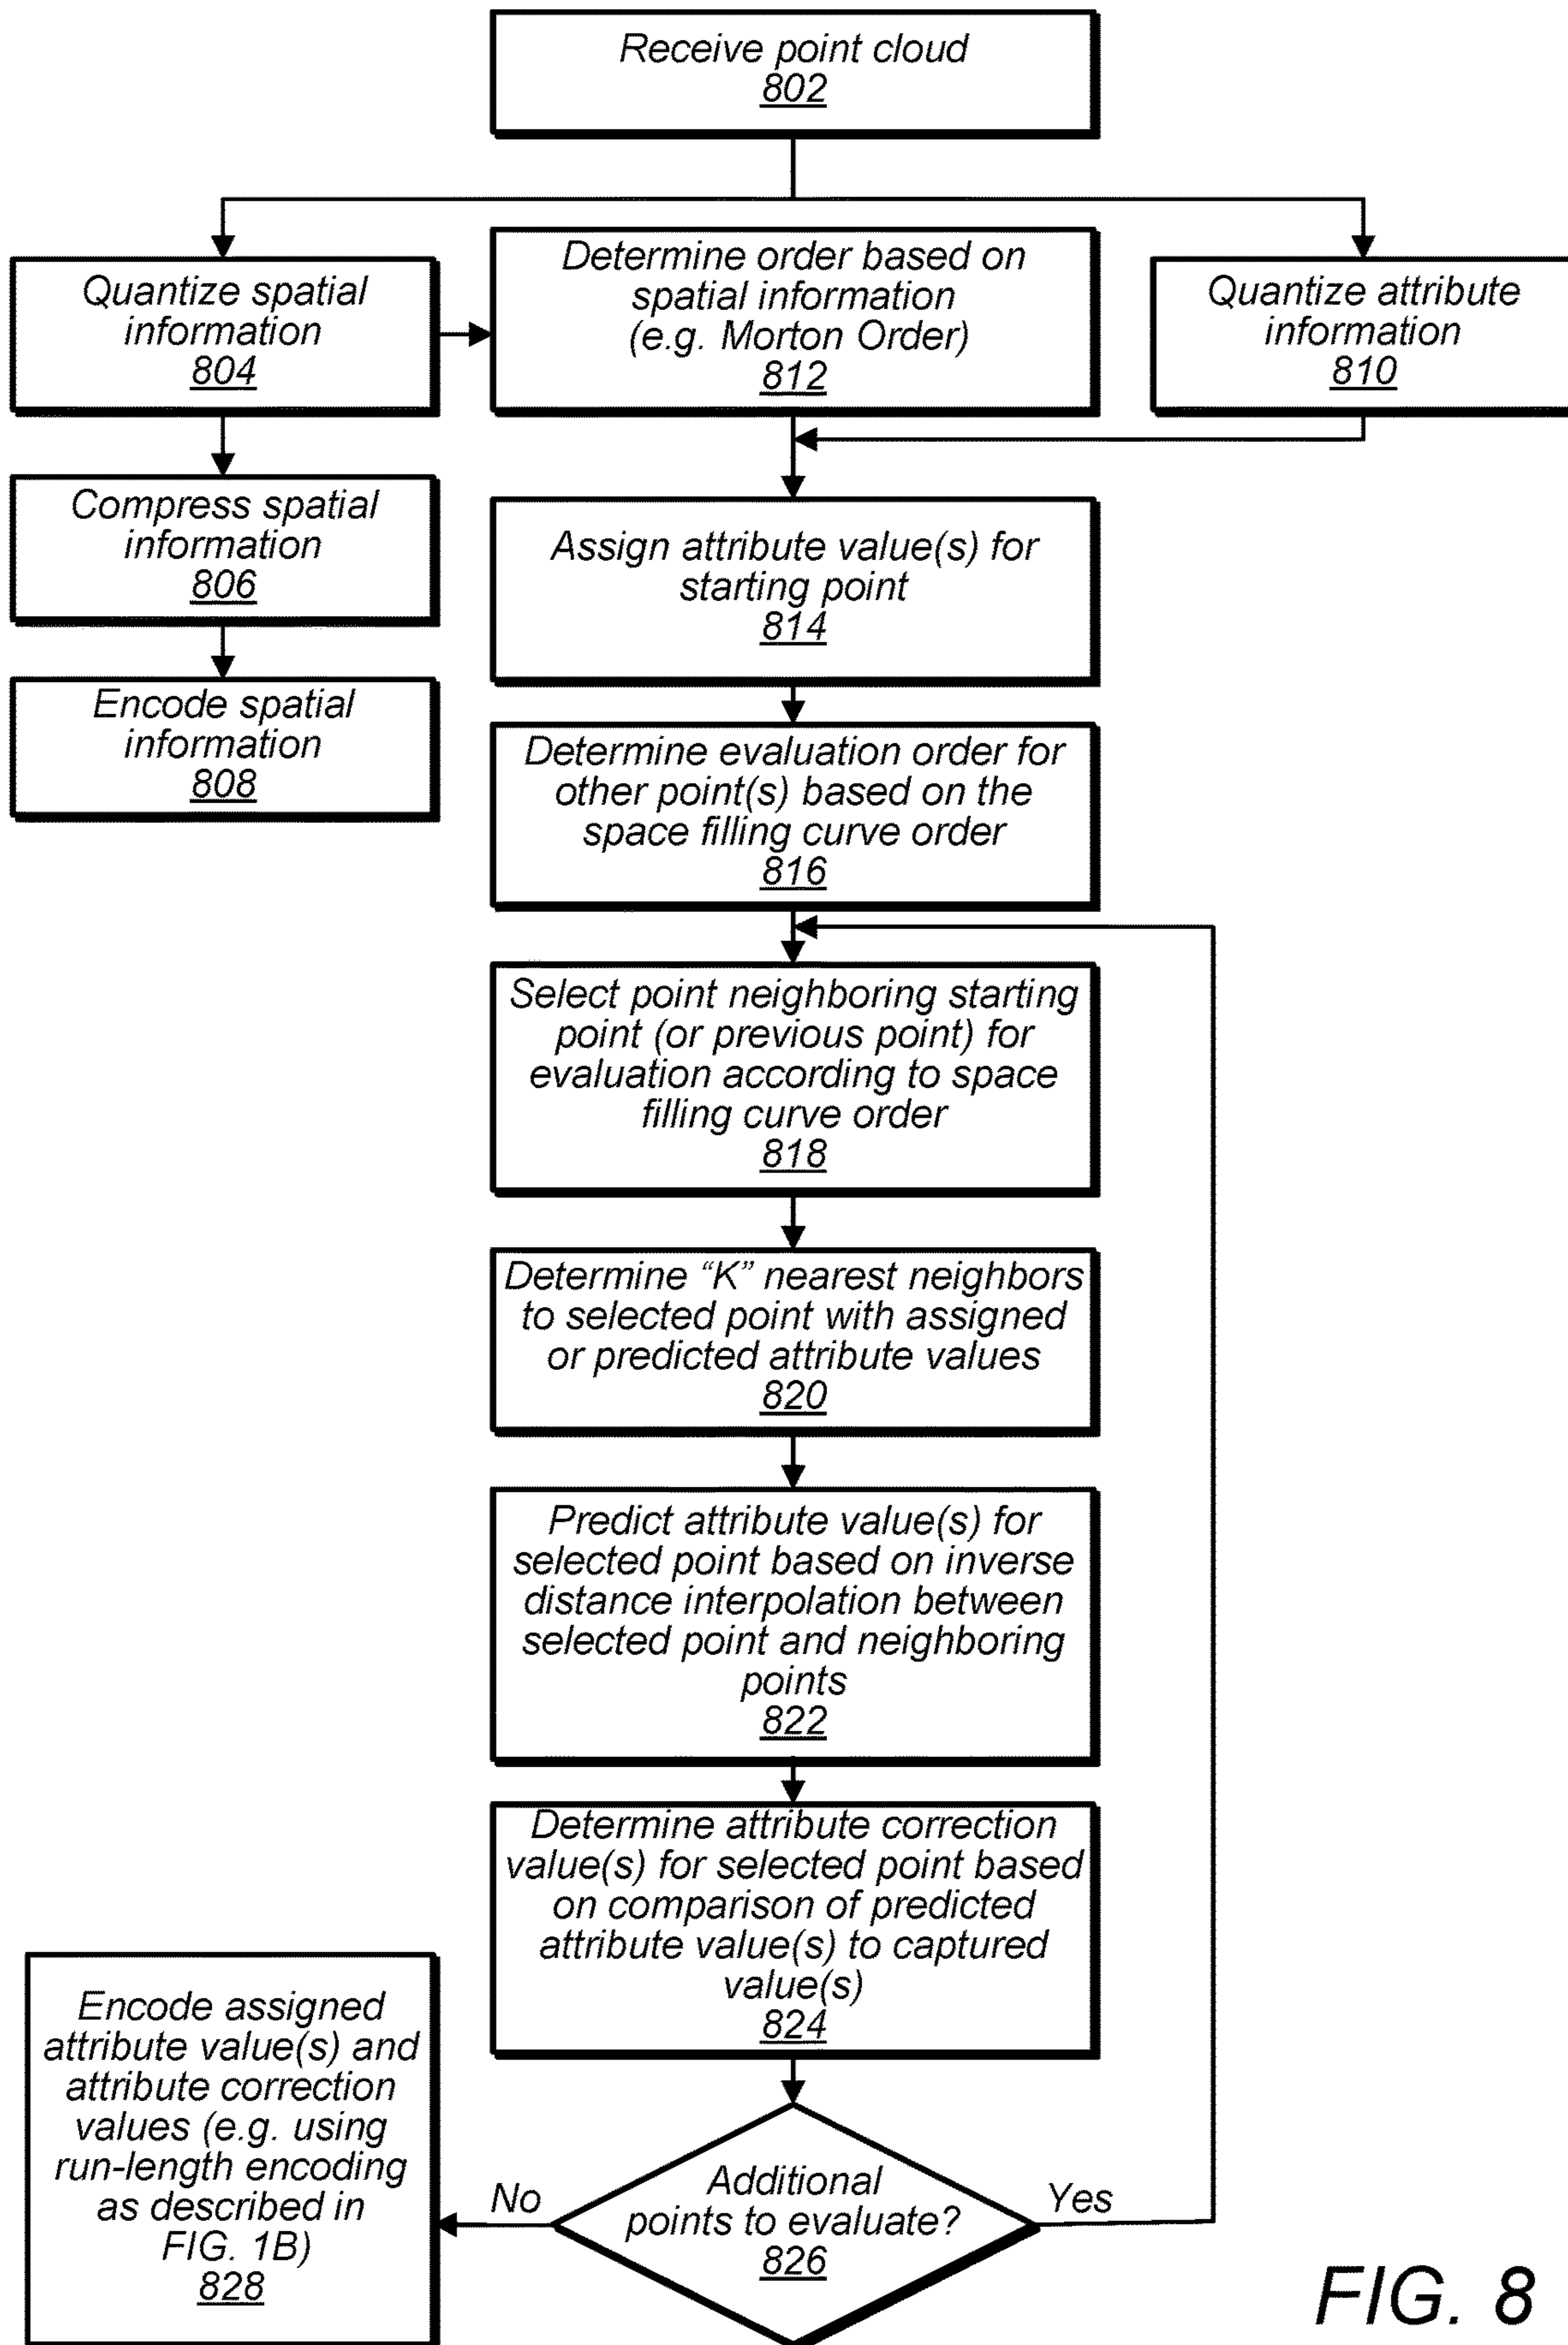 Receive point cloud
802
Quantize spatial
information
804
Determine order based on
spatial information
(e.g. Morton Order)
812
Quantize attribute
information
810
Compress spatial
information
806
Encode spatial
information
808
Assign attribute value(s) for
starting point
814
Determine evaluation order for
other point(s) based on the
space filling curve order
816
Select point neighboring starting
point (or previous point) for
evaluation according to space
filling curve order
818
Determine “K” nearest neighbors
to selected point with assigned
or predicted attribute values
820
Predict attribute value(s) for
selected point based on inverse
distance interpolation between
selected point and neighboring
points
822
Determine attribute correction
value(s) for selected point based
on comparison of predicted
attribute value(s) to captured
value(s)
824
Additional
points to evaluate?
826
Yes
No
Encode assigned
attribute value(s) and
attribute correction
values (e.g. using
run-length encoding
as described in
FIG. 1B)
828
FIG. 8